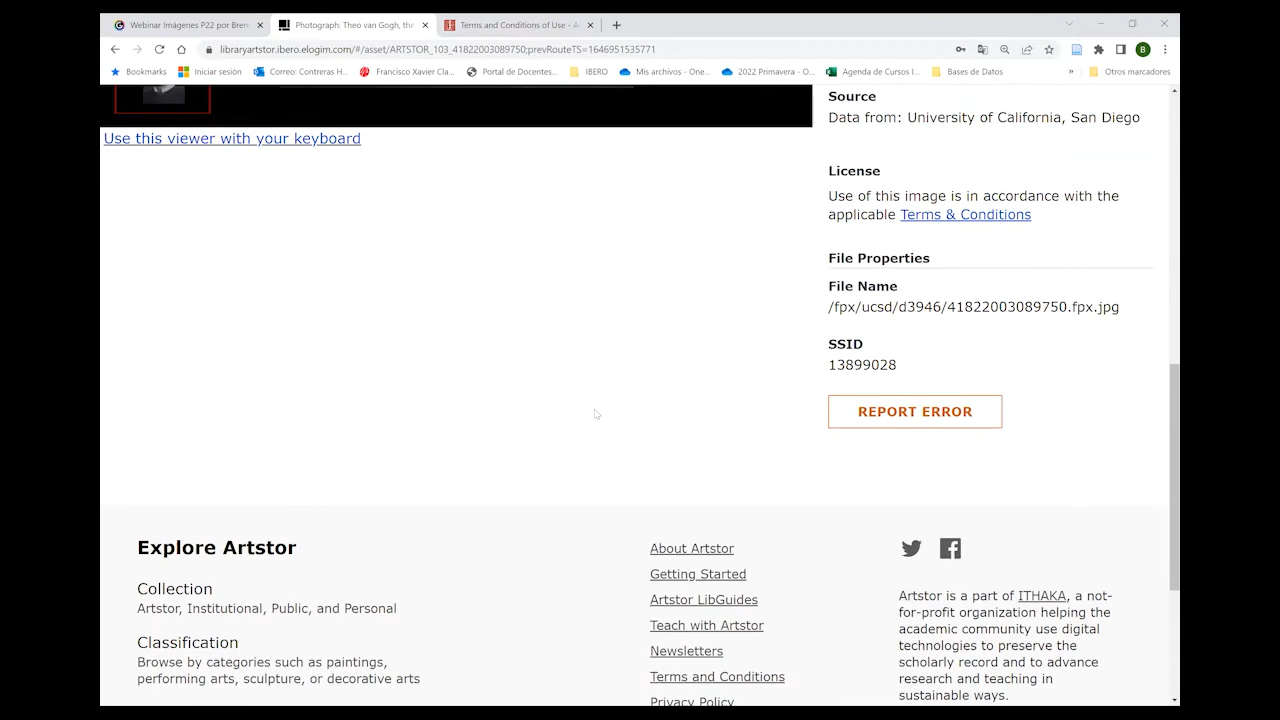 Webinar Imágenes P22 por Bren
Photograph: Theo van Gogh, the
Terms and Conditions of Use - A
libraryartstor.ibero.elogim.com/#/asset/ARTSTOR_103_41822003089750;prevRouteTS=1646951535771
B
Bookmarks
Iniciar sesión
Correo: Contreras H...
Francisco Xavier Cla...
Portal de Docentes...
IBERO
Mis archivos - One...
2022 Primavera - O...
Agenda de Cursos I...
Bases de Datos
»
Otros marcadores
Use this viewer with your keyboard
Source
Data from: University of California, San Diego
License
Use of this image is in accordance with the
applicable Terms & Conditions
File Properties
File Name
/fpx/ucsd/d3946/41822003089750.fpx.jpg
SSID
13899028
REPORT ERROR
Explore Artstor
Collection
Artstor, Institutional, Public, and Personal
Classification
Browse by categories such as paintings,
performing arts, sculpture, or decorative arts
About Artstor
Getting Started
Artstor LibGuides
Teach with Artstor
Newsletters
Terms and Conditions
Privacy Policy
Artstor is a part of ITHAKA, a not-
for-profit organization helping the
academic community use digital
technologies to preserve the
scholarly record and to advance
research and teaching in
sustainable ways.